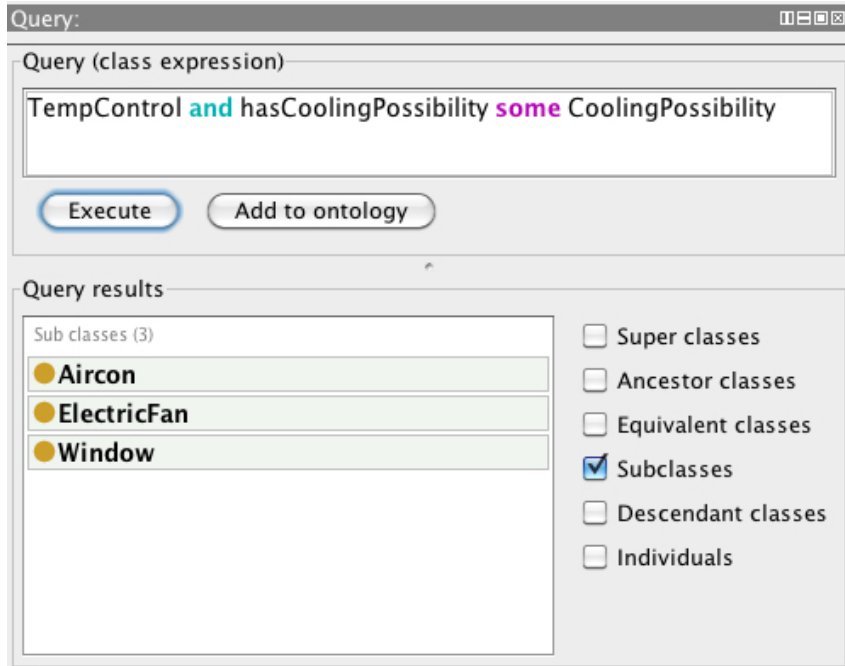 Query:
Query (class expression)
TempControl and hasCoolingPossibility some CoolingPossibility
Execute
Add to ontology
Query results
Sub classes (3)
Aircon
ElectricFan
Window
Super classes
Ancestor classes
Equivalent classes
Subclasses
Descendant classes
Individuals